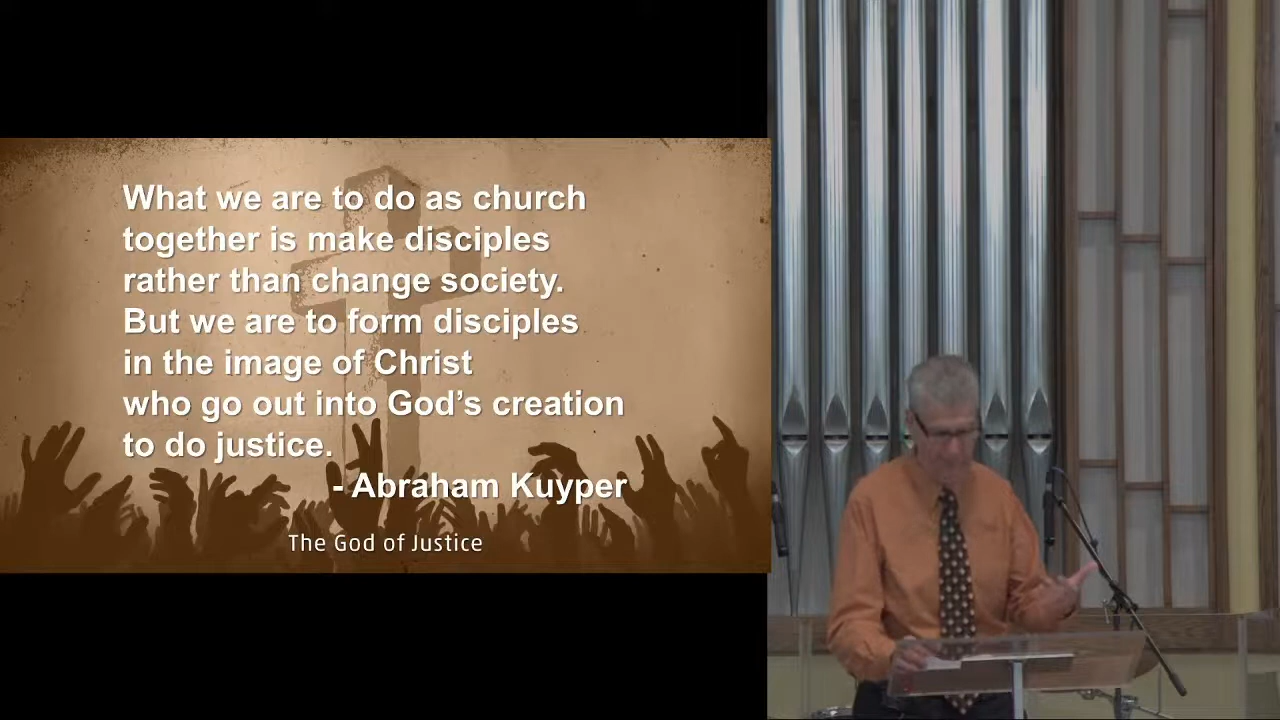 What we are to do as church
together is make disciples
rather than change society.
But we are to form disciples
in the image of Christ
who go out into God’s creation
to do justice.
- Abraham Kuyper
The God of Justice